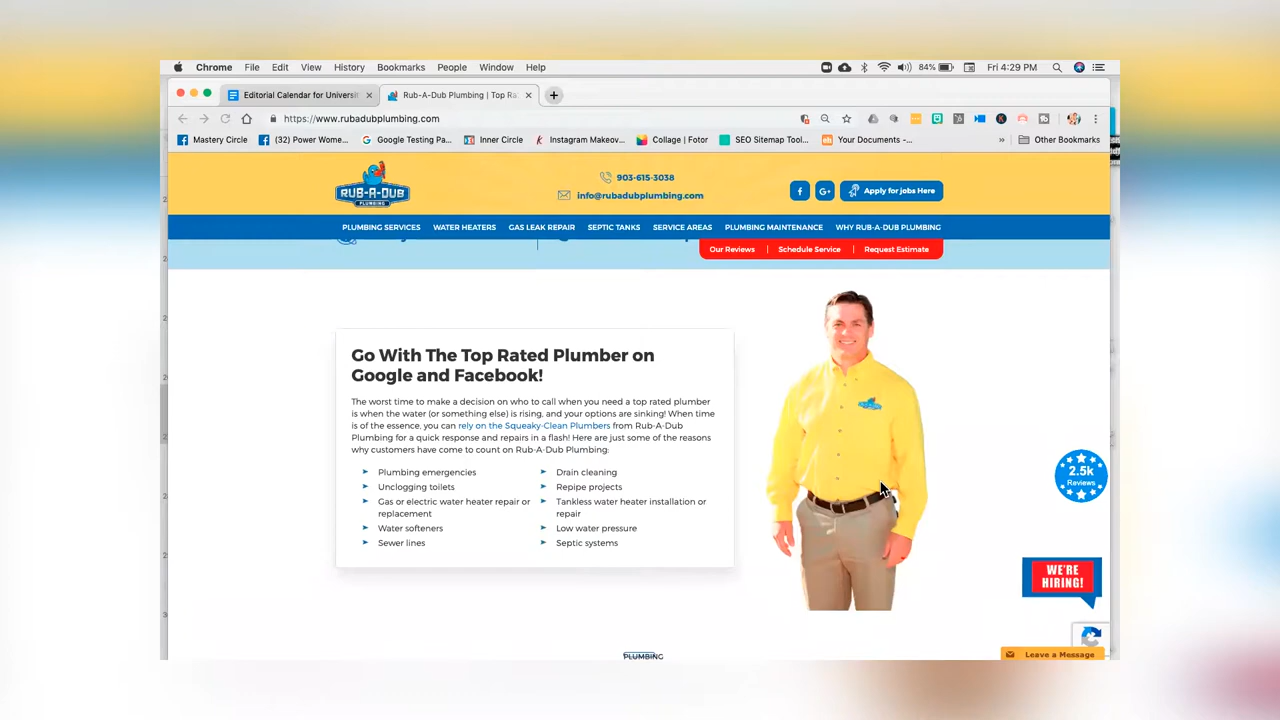 Chrome File Edit View History Bookmarks People Window Help 84% Fri 4:29 PM
Editorial Calendar for Universit Rub-A-Dub Plumbing | Top Ra
https://www.rubadubplumbing.com
Mastery Circle (32) Power Wome... Google Testing Pa... Inner Circle Instagram Makeov... Collage | Fotor SEO Sitemap Tool... Your Documents -... » Other Bookmarks
RUB-A-DUB
PLUMBING
903-615-3038
info@rubadubplumbing.com
Apply for jobs Here
PLUMBING SERVICES WATER HEATERS GAS LEAK REPAIR SEPTIC TANKS SERVICE AREAS PLUMBING MAINTENANCE WHY RUB-A-DUB PLUMBING
Our Reviews | Schedule Service | Request Estimate
Go With The Top Rated Plumber on
Google and Facebook!
The worst time to make a decision on who to call when you need a top rated plumber
is when the water (or something else) is rising, and your options are sinking! When time
is of the essence, you can rely on the Squeaky-Clean Plumbers from Rub-A-Dub
Plumbing for a quick response and repairs in a flash! Here are just some of the reasons
why customers have come to count on Rub-A-Dub Plumbing:
Plumbing emergencies
Unclogging toilets
Gas or electric water heater repair or
replacement
Water softeners
Sewer lines
Drain cleaning
Repipe projects
Tankless water heater installation or
repair
Low water pressure
Septic systems
2.5k
Reviews
WE'RE
HIRING!
PLUMBING
Leave a Message